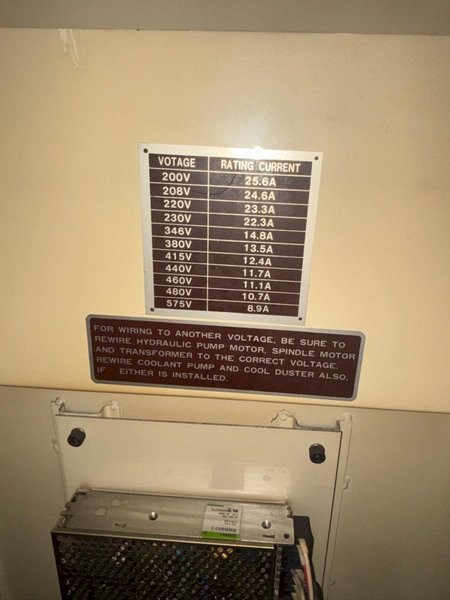 VOTAGE RATING CURRENT
200V 25.6A
208V 24.6A
220V 23.3A
230V 22.3A
346V 14.8A
380V 13.5A
415V 12.4A
440V 11.7A
460V 11.1A
480V 10.7A
575V 8.9A
FOR WIRING TO ANOTHER VOLTAGE, BE SURE TO
REWIRE HYDRAULIC PUMP MOTOR, SPINDLE MOTOR
AND TRANSFORMER TO THE CORRECT VOLTAGE.
REWIRE COOLANT PUMP AND COOL DUSTER ALSO,
IF EITHER IS INSTALLED.